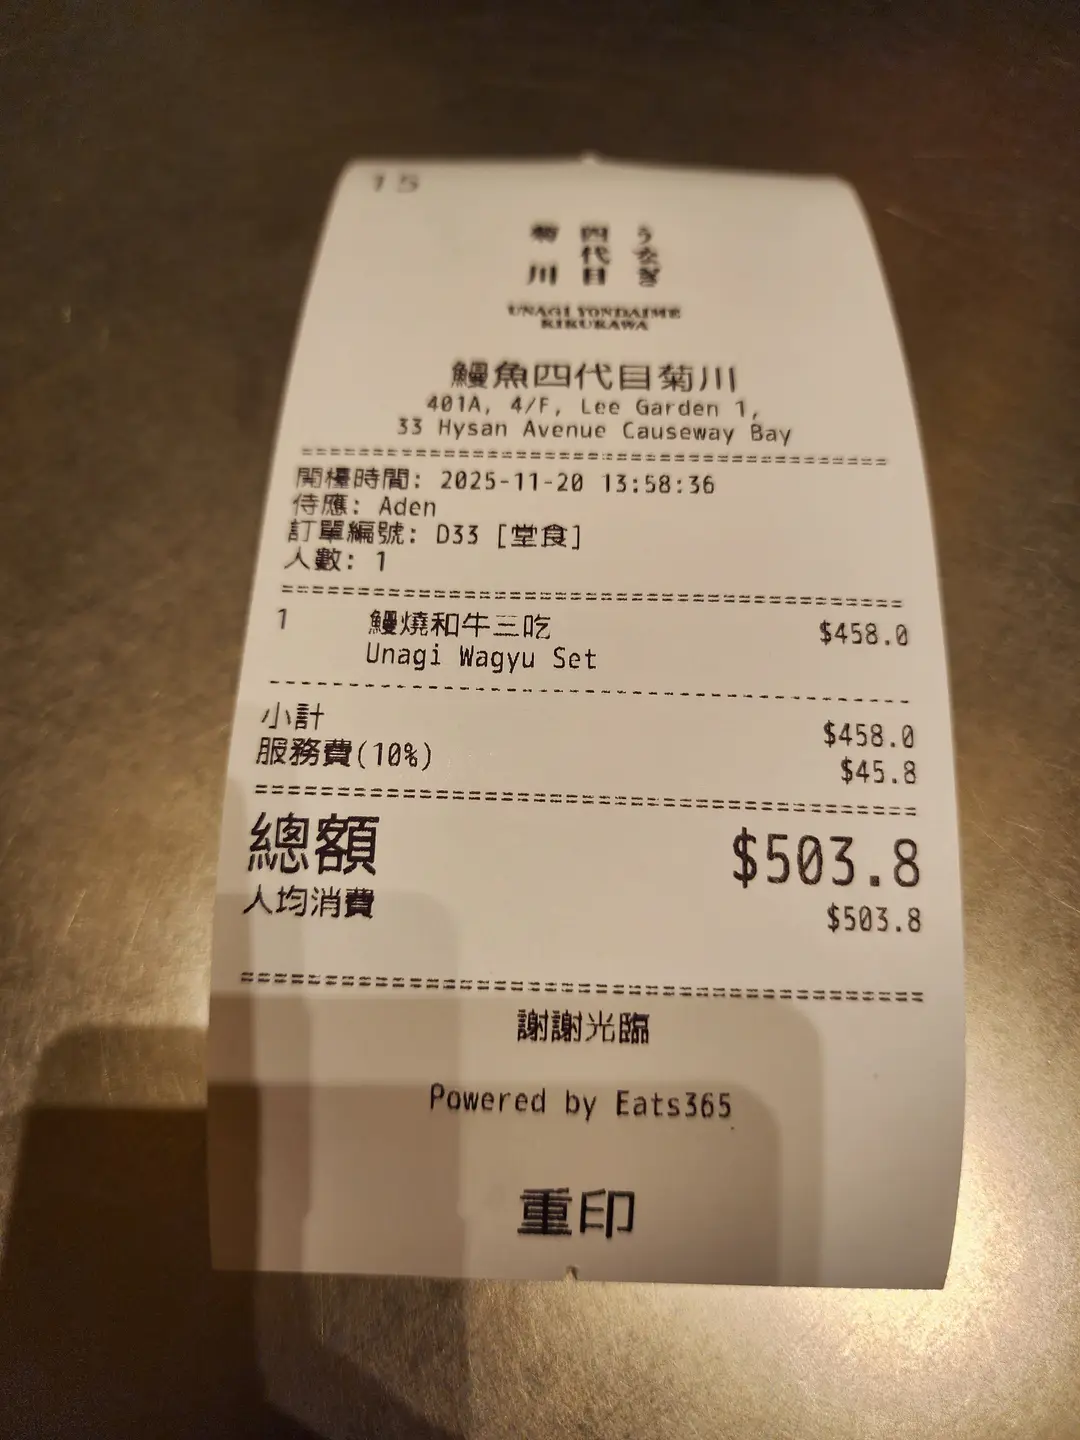 15
うなぎ
四代目
菊川
UNAGI YONDAIME
KIKUKAWA
鰻魚四代目菊川
401A, 4/F, Lee Garden 1,
33 Hysan Avenue Causeway Bay
開檯時間: 2025-11-20 13:58:36
侍應: Aden
訂單編號: D33 [堂食]
人數: 1
1 鰻燒和牛三吃 $458.0
Unagi Wagyu Set
小計 $458.0
服務費(10%) $45.8
總額 $503.8
人均消費 $503.8
謝謝光臨
Powered by Eats365
重印